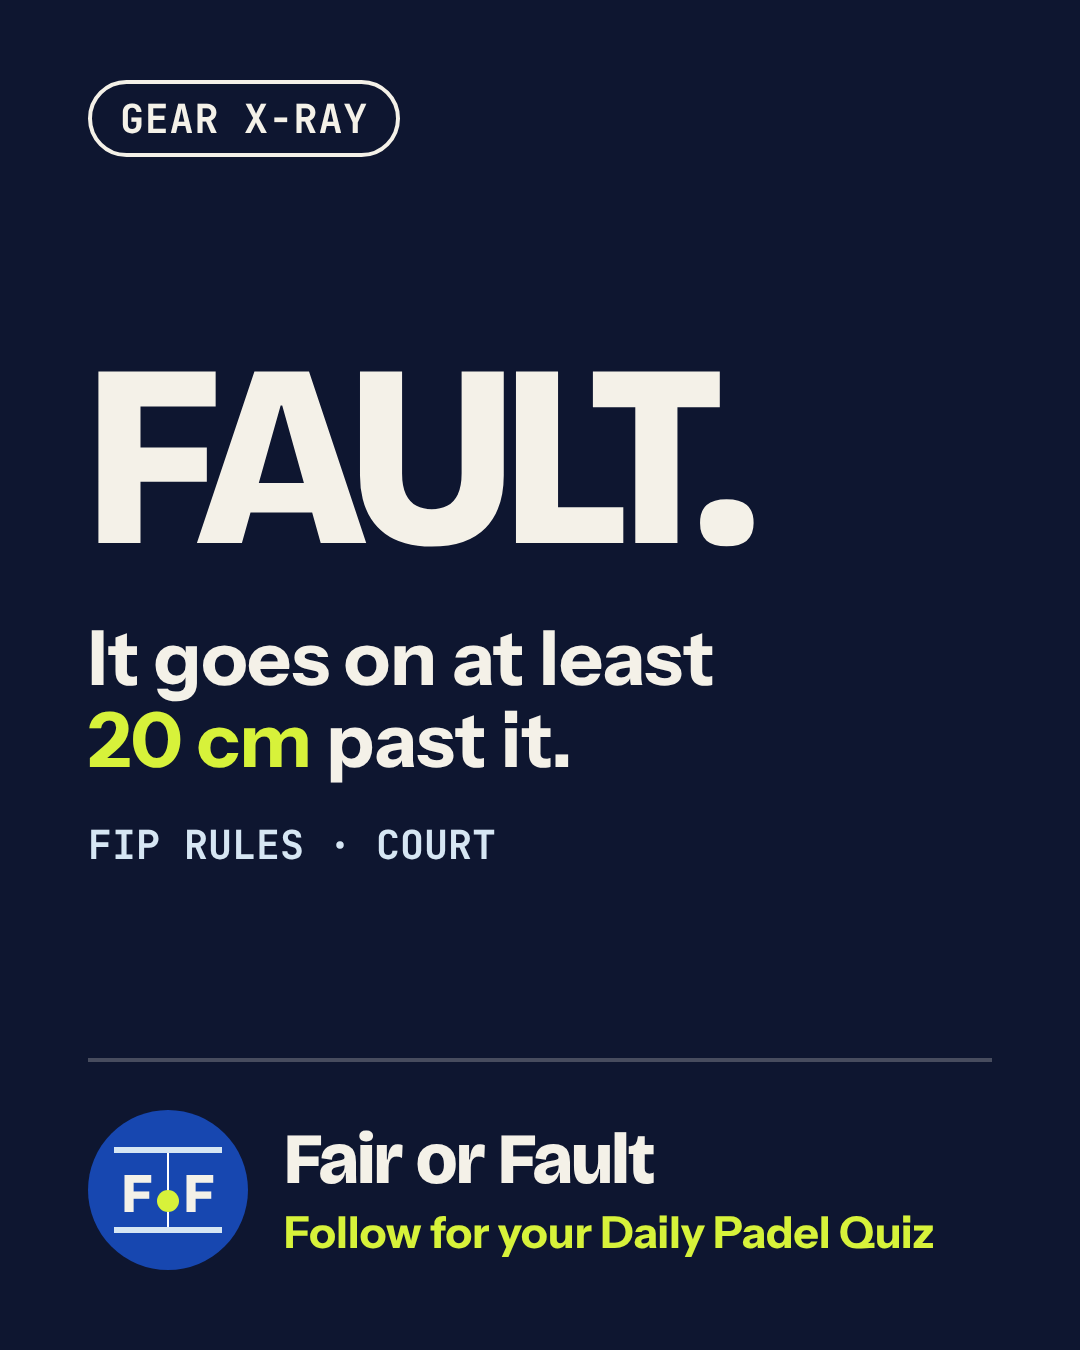 GEAR X-RAY
FAULT.
It goes on at least
20 cm past it.
FIP RULES · COURT
F F
Fair or Fault
Follow for your Daily Padel Quiz